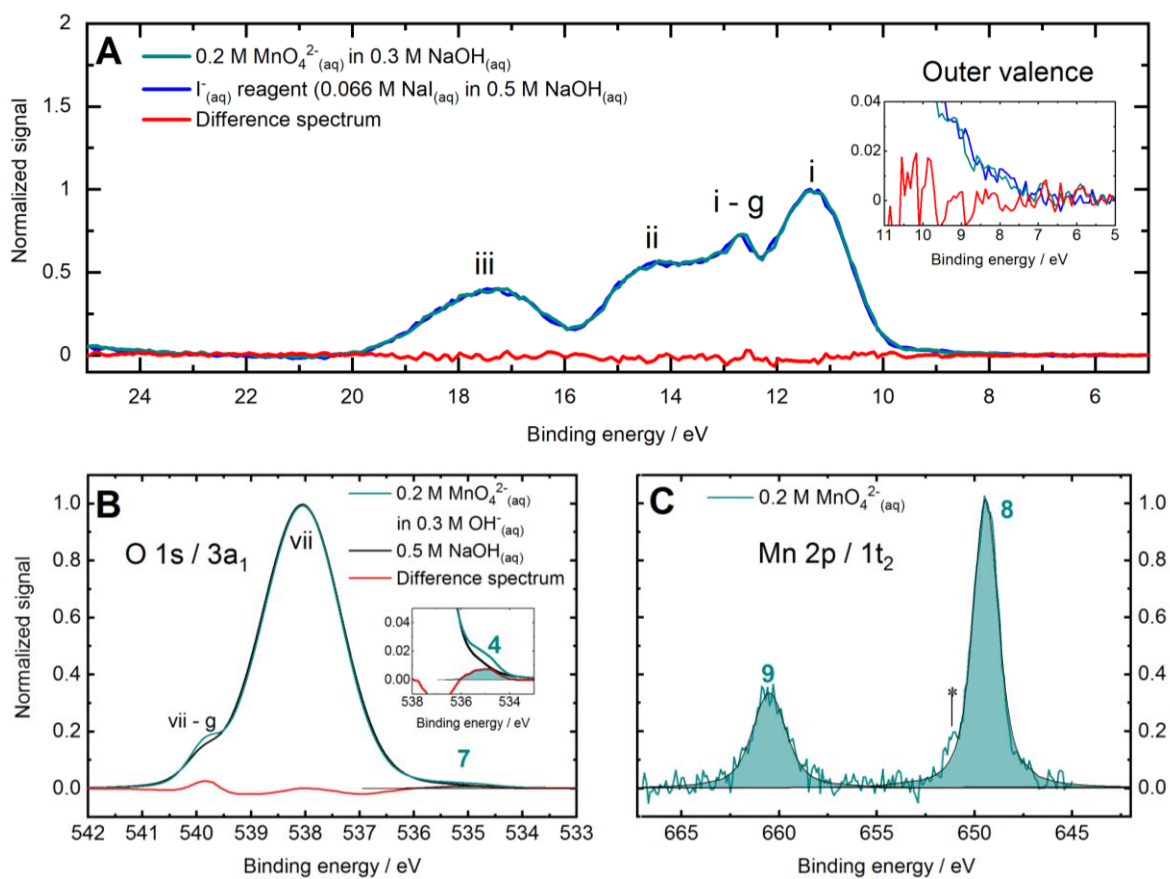 A
0.2 M MnO₄²⁻(aq) in 0.3 M NaOH(aq)
I⁻(aq) reagent (0.066 M NaI(aq) in 0.5 M NaOH(aq)
Difference spectrum
Outer valence
0.04
0.02
0
11 10 9 8 7 6 5
Binding energy / eV
2
1.5
1
0.5
0
Normalized signal
iii
ii
i - g
i
24 22 20 18 16 14 12 10 8 6
Binding energy / eV
B
0.2 M MnO₄²⁻(aq)
in 0.3 M OH⁻(aq)
0.5 M NaOH(aq)
Difference spectrum
O 1s / 3a₁
vii
vii - g
7
4
0.04
0.02
0.00
538 536 534
Binding energy / eV
1.0
0.8
0.6
0.4
0.2
0.0
Normalized signal
542 541 540 539 538 537 536 535 534 533
Binding energy / eV
C
0.2 M MnO₄²⁻(aq)
Mn 2p / 1t₂
8
9
*
1.0
0.8
0.6
0.4
0.2
0.0
665 660 655 650 645
Binding energy / eV